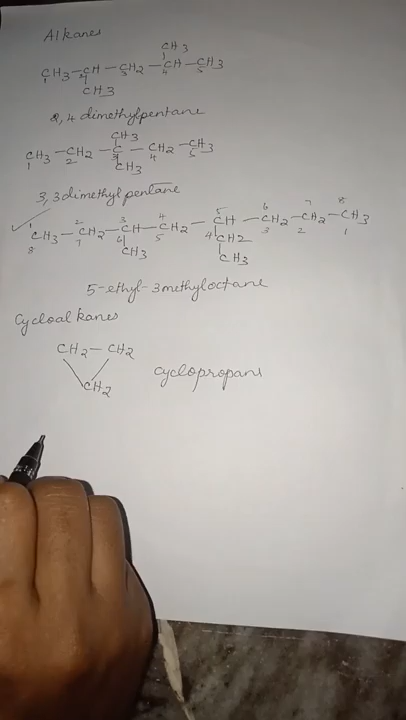 Alkanes
CH3
CH3 - CH - CH2 - CH - CH3
1 2 3 4 5
CH3
2,4 dimethylpentane
CH3
CH3 - CH2 - C - CH2 - CH3
1 2 3 4 5
CH3
3,3 dimethyl pentane
1 2 3 4 5 6 7 8
CH3 - CH2 - CH - CH2 - CH - CH2 - CH2 - CH3
8 7 6 5 4 3 2 1
CH3 CH2
CH3
5-ethyl-3methyloctane
Cycloalkanes
CH2 - CH2
CH2
cyclopropane